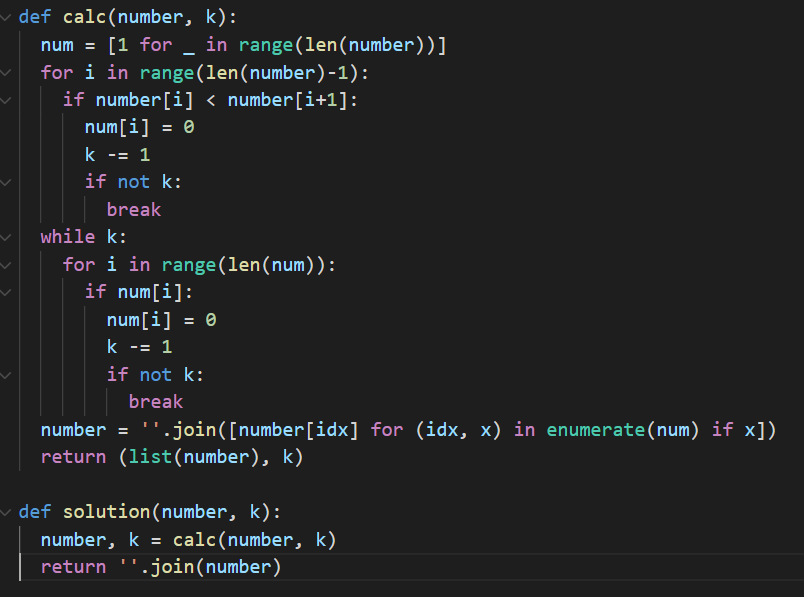 def calc(number, k):
  num = [1 for _ in range(len(number))]
  for i in range(len(number)-1):
    if number[i] < number[i+1]:
      num[i] = 0
      k -= 1
      if not k:
        break
  while k:
    for i in range(len(num)):
      if num[i]:
        num[i] = 0
        k -= 1
        if not k:
          break
  number = ''.join([number[idx] for (idx, x) in enumerate(num) if x])
  return (list(number), k)

def solution(number, k):
  number, k = calc(number, k)
  return ''.join(number)